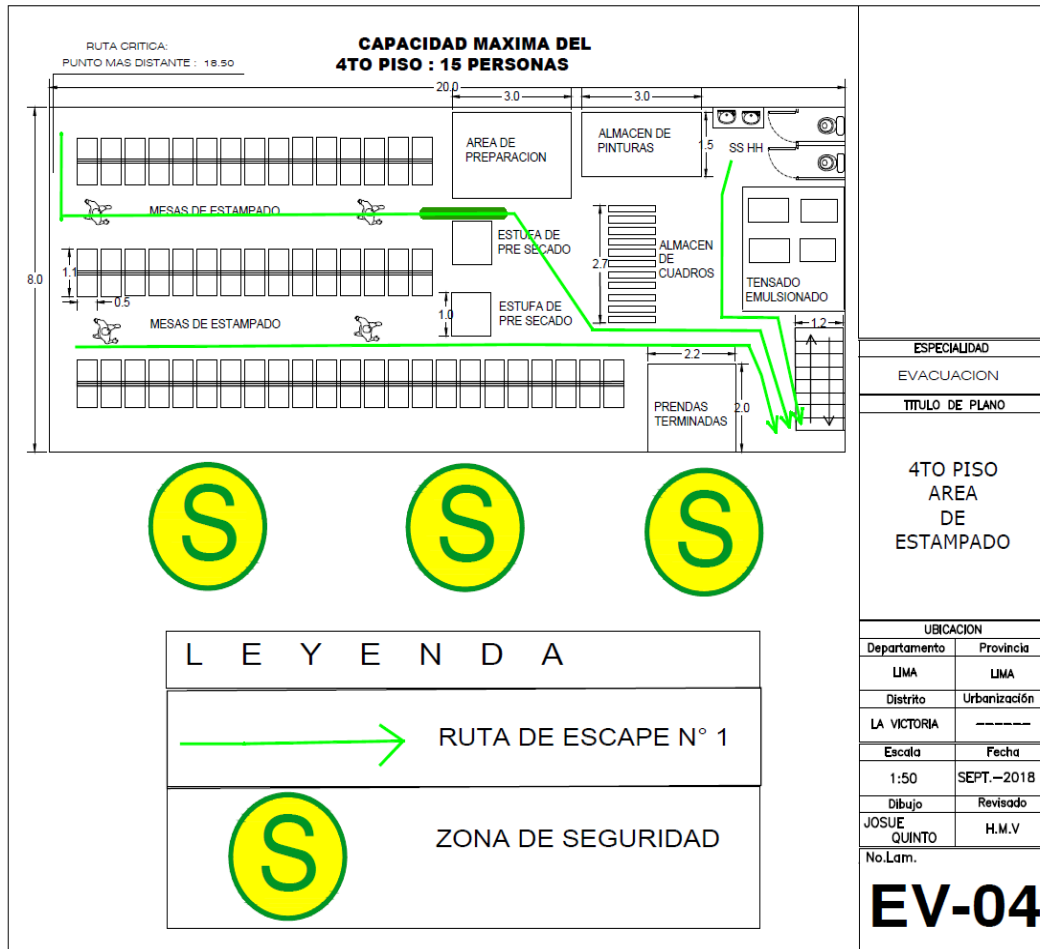 RUTA CRITICA:
PUNTO MAS DISTANTE : 18.50
CAPACIDAD MAXIMA DEL
4TO PISO : 15 PERSONAS
20.0
3.0
3.0
8.0
AREA DE
PREPARACION
ALMACEN DE
PINTURAS
1.5
SS HH
MESAS DE ESTAMPADO
ESTUFA DE
PRE SECADO
2.7
ALMACEN
DE
CUADROS
TENSADO
EMULSIONADO
1.1
0.5
MESAS DE ESTAMPADO
1.0
ESTUFA DE
PRE SECADO
1.2
2.2
PRENDAS
TERMINADAS
2.0
S
S
S
LEYENDA
RUTA DE ESCAPE N° 1
S
ZONA DE SEGURIDAD
ESPECIALIDAD
EVACUACION
TITULO DE PLANO
4TO PISO
AREA
DE
ESTAMPADO
UBICACION
Departamento Provincia
LIMA LIMA
Distrito Urbanización
LA VICTORIA ------
Escala Fecha
1:50 SEPT.-2018
Dibujo Revisado
JOSUE
QUINTO H.M.V
No.Lam.
EV-04